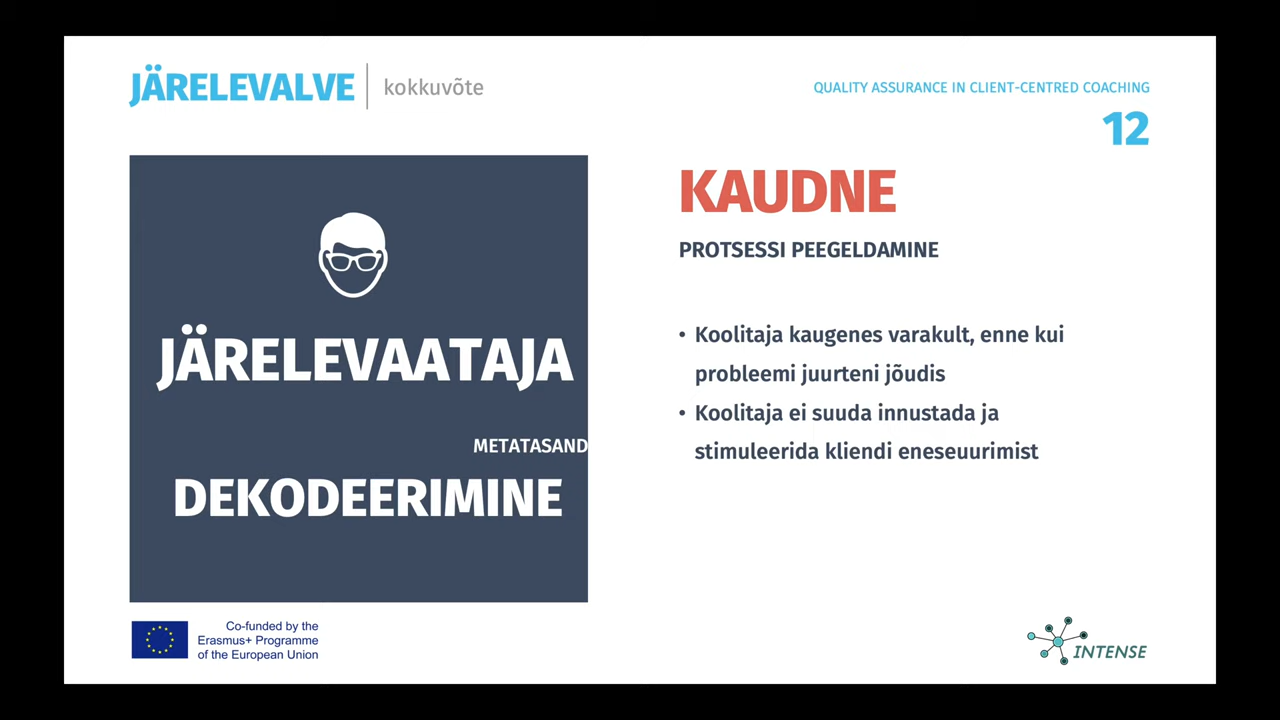 JÄRELEVALVE | kokkuvõte
QUALITY ASSURANCE IN CLIENT-CENTRED COACHING
12
JÄRELEVAATAJA
METATASAND
DEKODEERIMINE
KAUDNE
PROTSESSI PEEGELDAMINE
• Koolitaja kaugenes varakult, enne kui
probleemi juurteni jõudis
• Koolitaja ei suuda innustada ja
stimuleerida kliendi eneseuurimist
Co-funded by the
Erasmus+ Programme
of the European Union
INTENSE